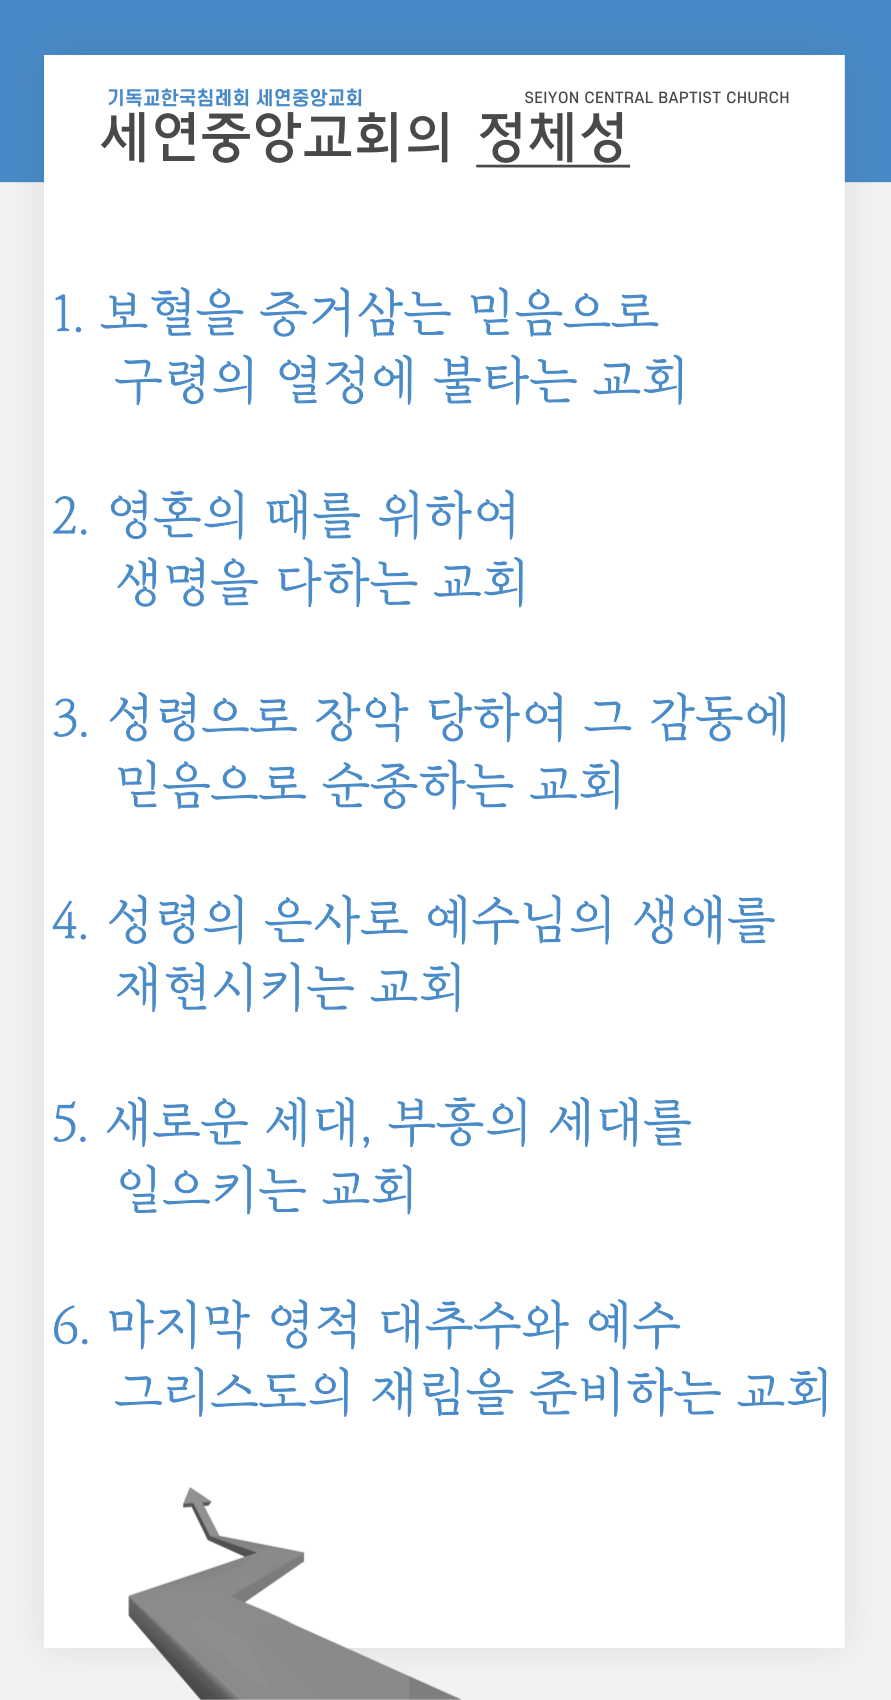 기독교한국침례회 세연중앙교회
SEIYON CENTRAL BAPTIST CHURCH
세연중앙교회의 정체성
1. 보혈을 증거삼는 믿음으로
구령의 열정에 불타는 교회
2. 영혼의 때를 위하여
생명을 다하는 교회
3. 성령으로 장악 당하여 그 감동에
믿음으로 순종하는 교회
4. 성령의 은사로 예수님의 생애를
재현시키는 교회
5. 새로운 세대, 부흥의 세대를
일으키는 교회
6. 마지막 영적 대추수와 예수
그리스도의 재림을 준비하는 교회